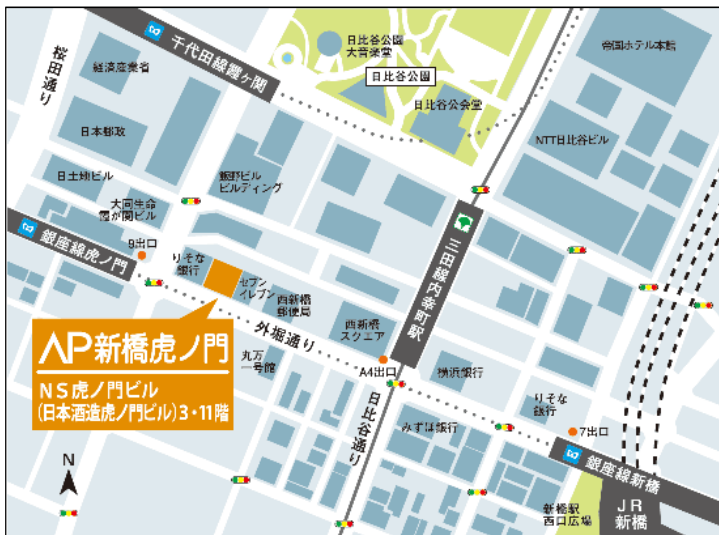 桜田通り
千代田線霞ヶ関
経済産業省
日本郵政
日土地ビル
大同生命
霞が関ビル
飯野ビル
ビルディング
日比谷公園
大音楽堂
日比谷公園
日比谷公会堂
帝国ホテル本館
NTT日比谷ビル
銀座線虎ノ門
9出口
りそな
銀行
セブン
イレブン
西新橋
郵便局
西新橋
スクエア
外堀通り
三田線内幸町駅
A4出口
日比谷通り
丸万
一号館
横浜銀行
みずほ銀行
りそな
銀行
7出口
銀座線新橋
新橋駅
西口広場
JR
新橋
AP新橋虎ノ門
NS虎ノ門ビル
(日本酒造虎ノ門ビル)3・11階
N